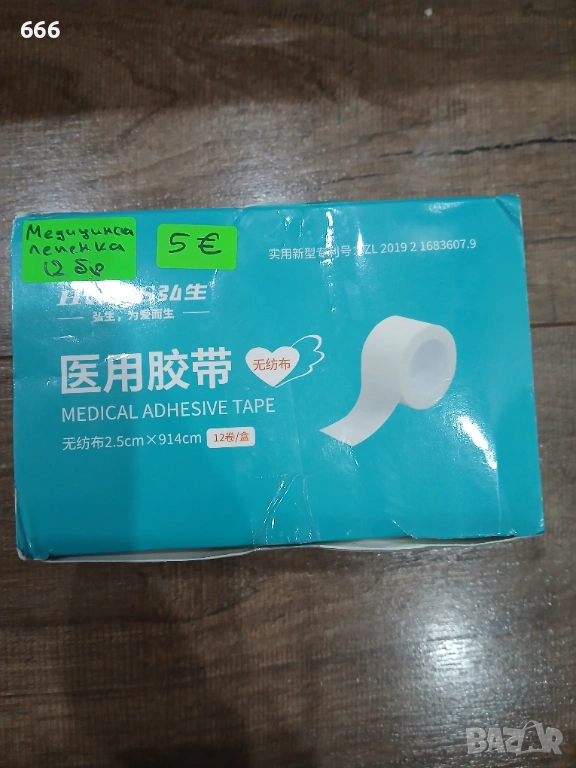 666
Медицинска
лепенка
12 бр
5 €
实用新型专利号: ZL 2019 2 1683607.9
弘生
弘生，为爱而生
医用胶带
无纺布
MEDICAL ADHESIVE TAPE
无纺布2.5cm×914cm 12卷/盒
BAZAR